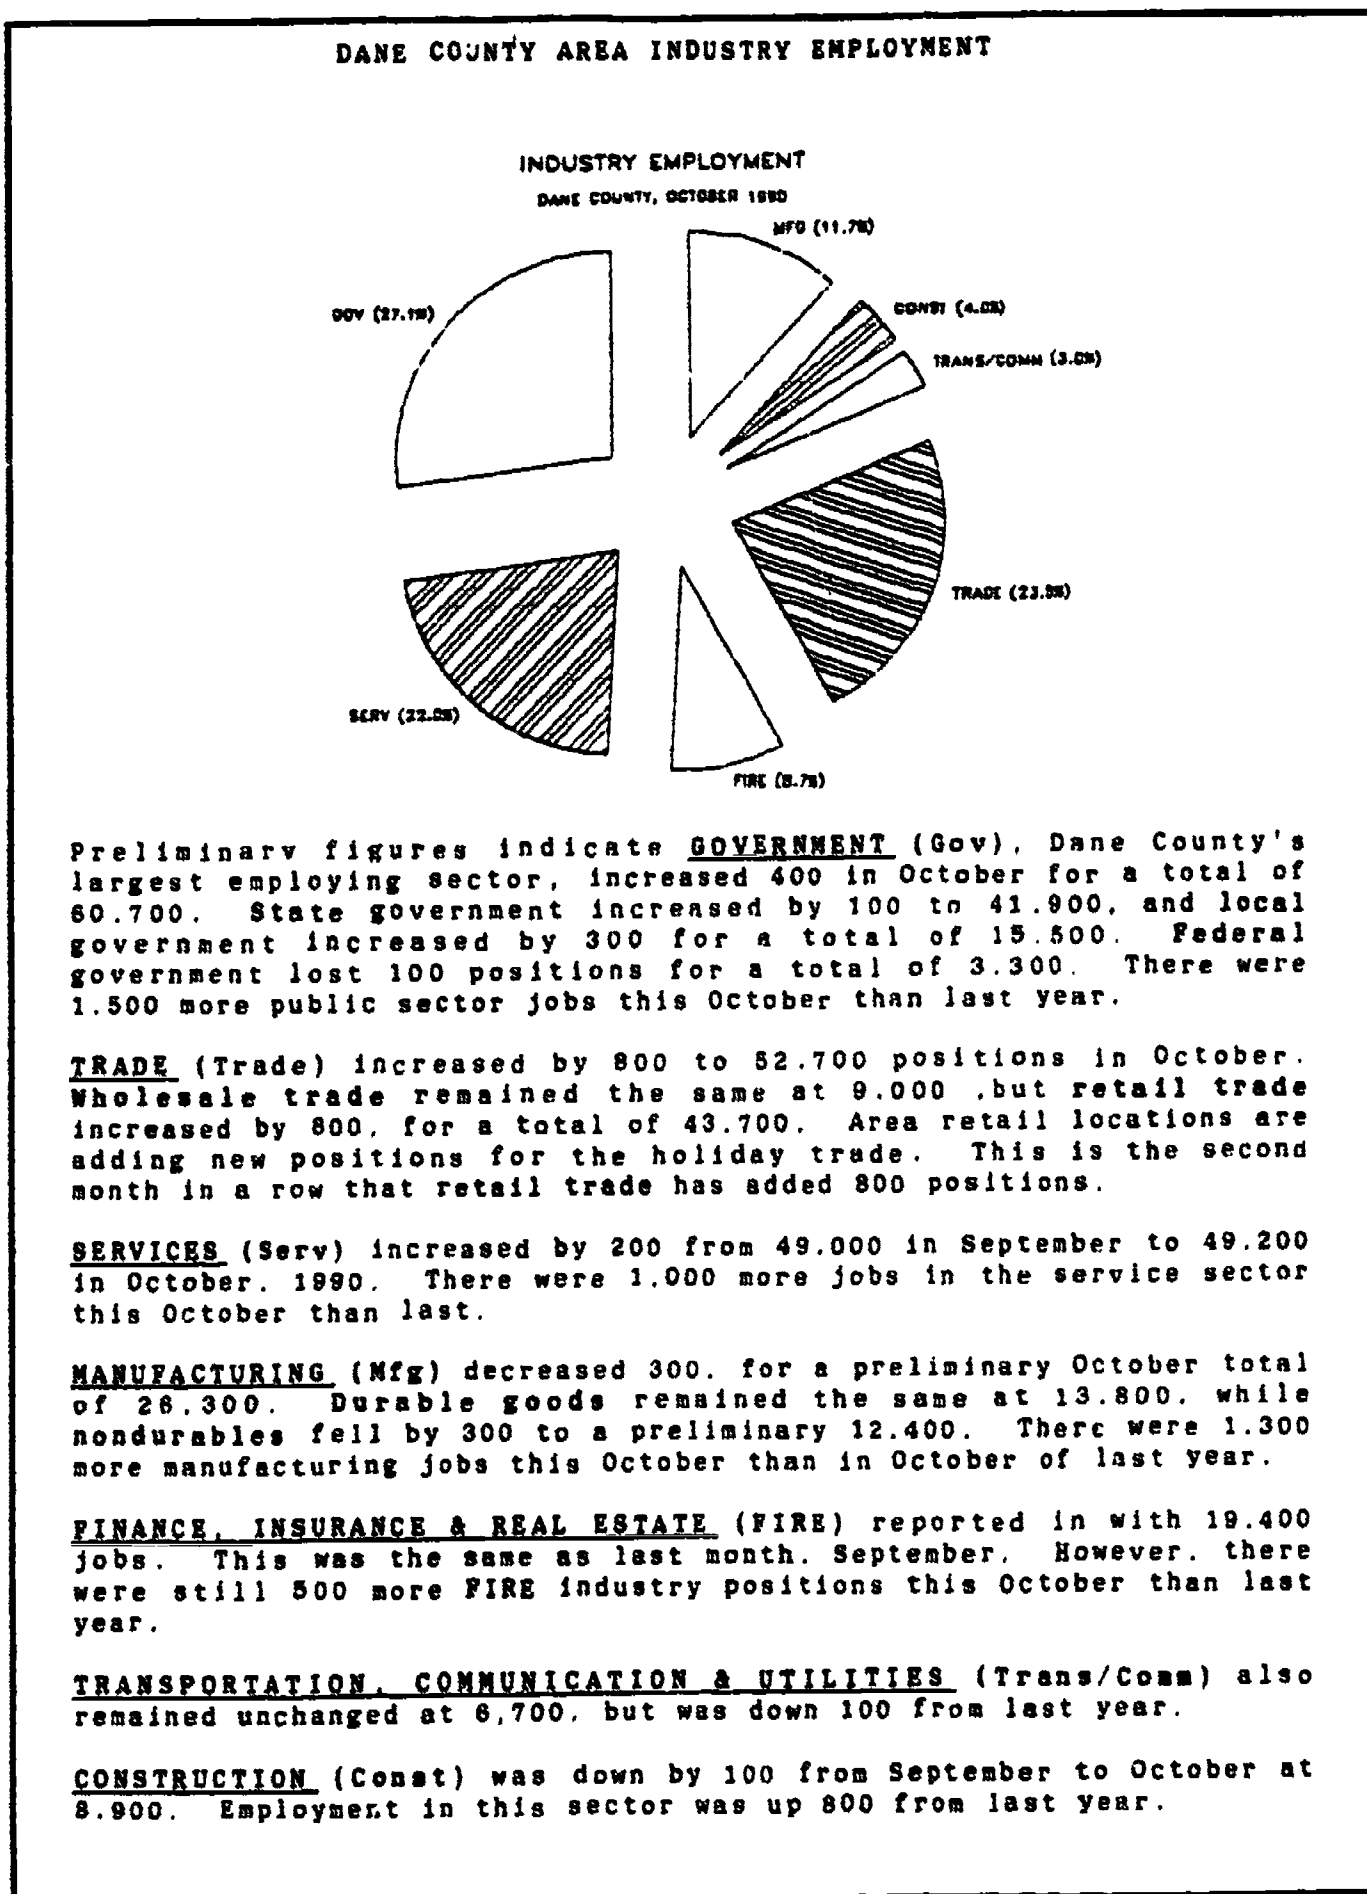 DANE COUNTY AREA INDUSTRY EMPLOYMENT
INDUSTRY EMPLOYMENT
DANE COUNTY, OCTOBER 1990
MFG (11.7%)
GOV (27.1%)
CONST (4.0%)
TRANS/COMM (3.0%)
TRADE (23.5%)
SERV (22.0%)
FIRE (8.7%)
Preliminary figures indicate GOVERNMENT (Gov), Dane County's
largest employing sector, increased 400 in October for a total of
60.700. State government increased by 100 to 41.900, and local
government increased by 300 for a total of 15.500. Federal
government lost 100 positions for a total of 3.300. There were
1.500 more public sector jobs this October than last year.
TRADE (Trade) increased by 800 to 52.700 positions in October.
Wholesale trade remained the same at 9.000 ,but retail trade
increased by 800, for a total of 43.700. Area retail locations are
adding new positions for the holiday trade. This is the second
month in a row that retail trade has added 800 positions.
SERVICES (Serv) increased by 200 from 49.000 in September to 49.200
in October. 1990. There were 1.000 more jobs in the service sector
this October than last.
MANUFACTURING (Mfg) decreased 300. for a preliminary October total
of 26.300. Durable goods remained the same at 13.800. while
nondurables fell by 300 to a preliminary 12.400. There were 1.300
more manufacturing jobs this October than in October of last year.
FINANCE, INSURANCE & REAL ESTATE (FIRE) reported in with 19.400
jobs. This was the same as last month. September. However. there
were still 500 more FIRE industry positions this October than last
year.
TRANSPORTATION, COMMUNICATION & UTILITIES (Trans/Comm) also
remained unchanged at 6,700. but was down 100 from last year.
CONSTRUCTION (Const) was down by 100 from September to October at
8.900. Employment in this sector was up 800 from last year.